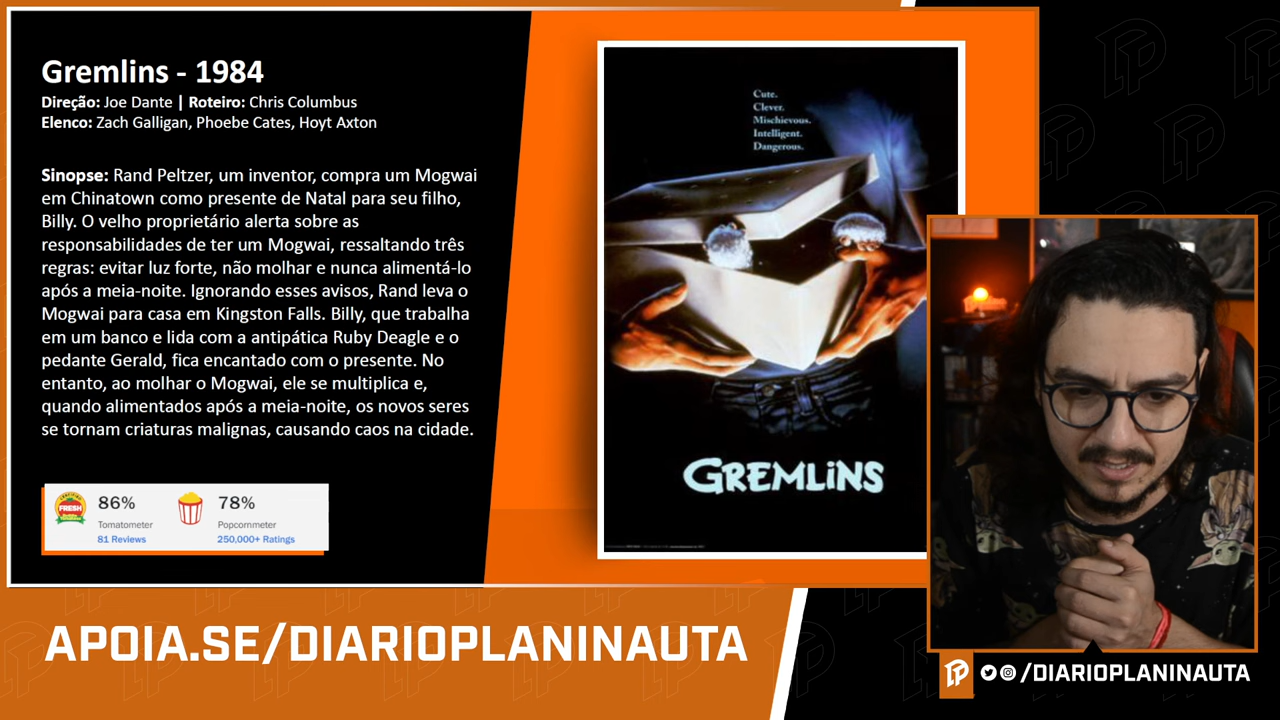 Gremlins - 1984
Direção: Joe Dante | Roteiro: Chris Columbus
Elenco: Zach Galligan, Phoebe Cates, Hoyt Axton
Sinopse: Rand Peltzer, um inventor, compra um Mogwai
em Chinatown como presente de Natal para seu filho,
Billy. O velho proprietário alerta sobre as
responsabilidades de ter um Mogwai, ressaltando três
regras: evitar luz forte, não molhar e nunca alimentá-lo
após a meia-noite. Ignorando esses avisos, Rand leva o
Mogwai para casa em Kingston Falls. Billy, que trabalha
em um banco e lida com a antipática Ruby Deagle e o
pedante Gerald, fica encantado com o presente. No
entanto, ao molhar o Mogwai, ele se multiplica e,
quando alimentados após a meia-noite, os novos seres
se tornam criaturas malignas, causando caos na cidade.
FRESH
86%
Tomatometer
81 Reviews
78%
Popcornmeter
250,000+ Ratings
Cute.
Clever.
Mischievous.
Intelligent.
Dangerous.
GREMLiNS
APOIA.SE/DIARIOPLANINAUTA
/DIARIOPLANINAUTA